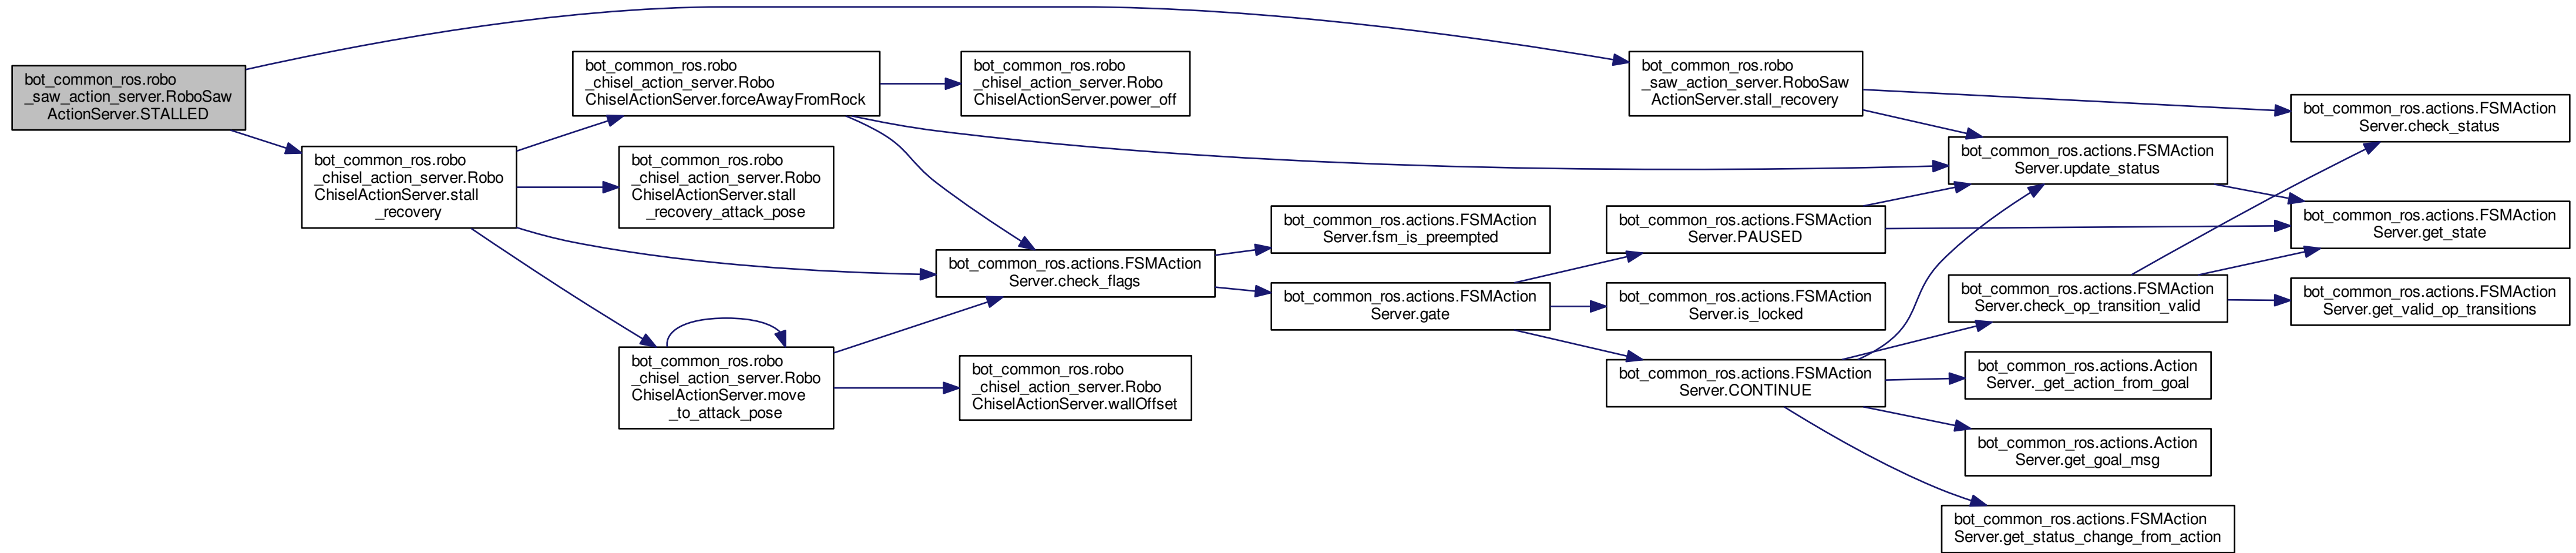 bot_common_ros.robo
_saw_action_server.RoboSaw
ActionServer.STALLED
bot_common_ros.robo
_chisel_action_server.Robo
ChiselActionServer.stall
_recovery
bot_common_ros.robo
_chisel_action_server.Robo
ChiselActionServer.forceAwayFromRock
bot_common_ros.robo
_chisel_action_server.Robo
ChiselActionServer.stall
_recovery_attack_pose
bot_common_ros.robo
_chisel_action_server.Robo
ChiselActionServer.move
_to_attack_pose
bot_common_ros.robo
_chisel_action_server.Robo
ChiselActionServer.power_off
bot_common_ros.actions.FSMAction
Server.check_flags
bot_common_ros.robo
_chisel_action_server.Robo
ChiselActionServer.wallOffset
bot_common_ros.actions.FSMAction
Server.fsm_is_preempted
bot_common_ros.actions.FSMAction
Server.gate
bot_common_ros.robo
_saw_action_server.RoboSaw
ActionServer.stall_recovery
bot_common_ros.actions.FSMAction
Server.PAUSED
bot_common_ros.actions.FSMAction
Server.is_locked
bot_common_ros.actions.FSMAction
Server.CONTINUE
bot_common_ros.actions.FSMAction
Server.update_status
bot_common_ros.actions.FSMAction
Server.check_op_transition_valid
bot_common_ros.actions.Action
Server._get_action_from_goal
bot_common_ros.actions.Action
Server.get_goal_msg
bot_common_ros.actions.FSMAction
Server.get_status_change_from_action
bot_common_ros.actions.FSMAction
Server.check_status
bot_common_ros.actions.FSMAction
Server.get_state
bot_common_ros.actions.FSMAction
Server.get_valid_op_transitions